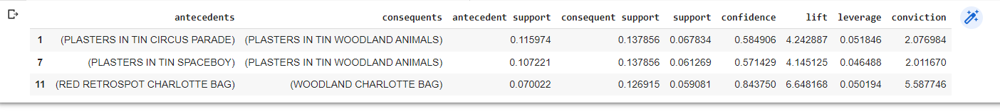 antecedents consequents antecedent support consequent support support confidence lift leverage conviction
1 (PLASTERS IN TIN CIRCUS PARADE) (PLASTERS IN TIN WOODLAND ANIMALS) 0.115974 0.137856 0.067834 0.584906 4.242887 0.051846 2.076984
7 (PLASTERS IN TIN SPACEBOY) (PLASTERS IN TIN WOODLAND ANIMALS) 0.107221 0.137856 0.061269 0.571429 4.145125 0.046488 2.011670
11 (RED RETROSPOT CHARLOTTE BAG) (WOODLAND CHARLOTTE BAG) 0.070022 0.126915 0.059081 0.843750 6.648168 0.050194 5.587746